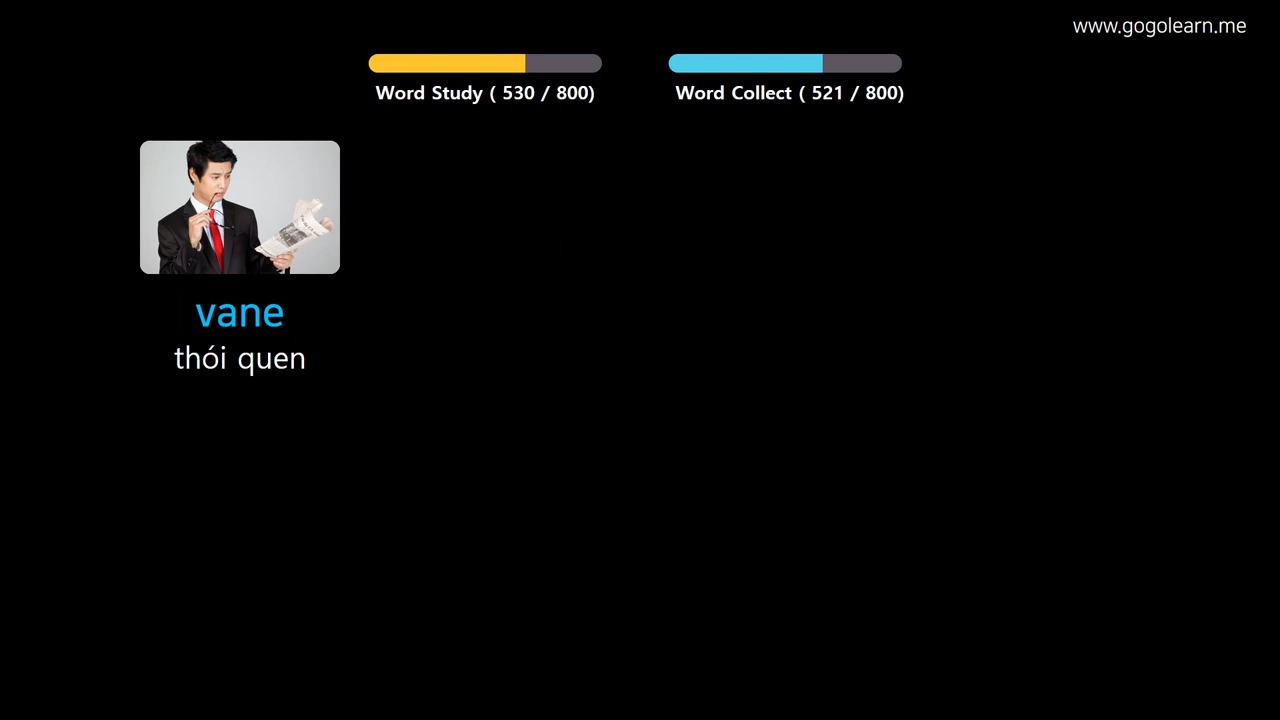 www.gogolearn.me
Word Study ( 530 / 800)
Word Collect ( 521 / 800)
vane
thói quen